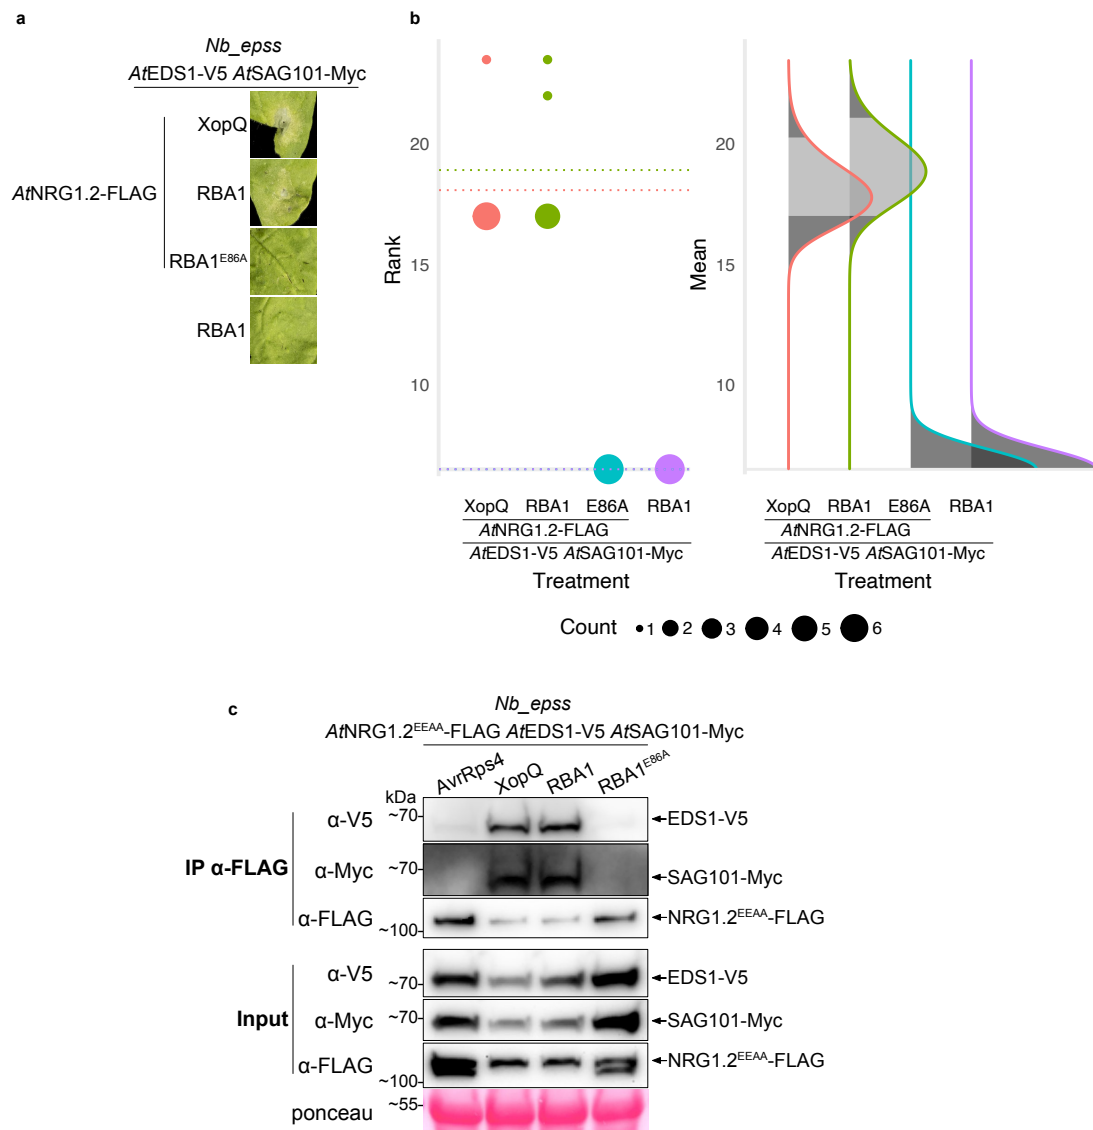 a
Nb_epss
AtEDS1-V5 AtSAG101-Myc
XopQ
AtNRG1.2-FLAG
RBA1
RBA1E86A
RBA1
b
20
15
10
Rank
XopQ RBA1 E86A RBA1
AtNRG1.2-FLAG
AtEDS1-V5 AtSAG101-Myc
Treatment
20
15
10
Mean
XopQ RBA1 E86A RBA1
AtNRG1.2-FLAG
AtEDS1-V5 AtSAG101-Myc
Treatment
Count 1 2 3 4 5 6
c
Nb_epss
AtNRG1.2EEAA-FLAG AtEDS1-V5 AtSAG101-Myc
AvrRps4 XopQ RBA1 RBA1E86A
kDa
IP α-FLAG
α-V5 ~70 EDS1-V5
α-Myc ~70 SAG101-Myc
α-FLAG ~100 NRG1.2EEAA-FLAG
Input
α-V5 ~70 EDS1-V5
α-Myc ~70 SAG101-Myc
α-FLAG ~100 NRG1.2EEAA-FLAG
ponceau ~55